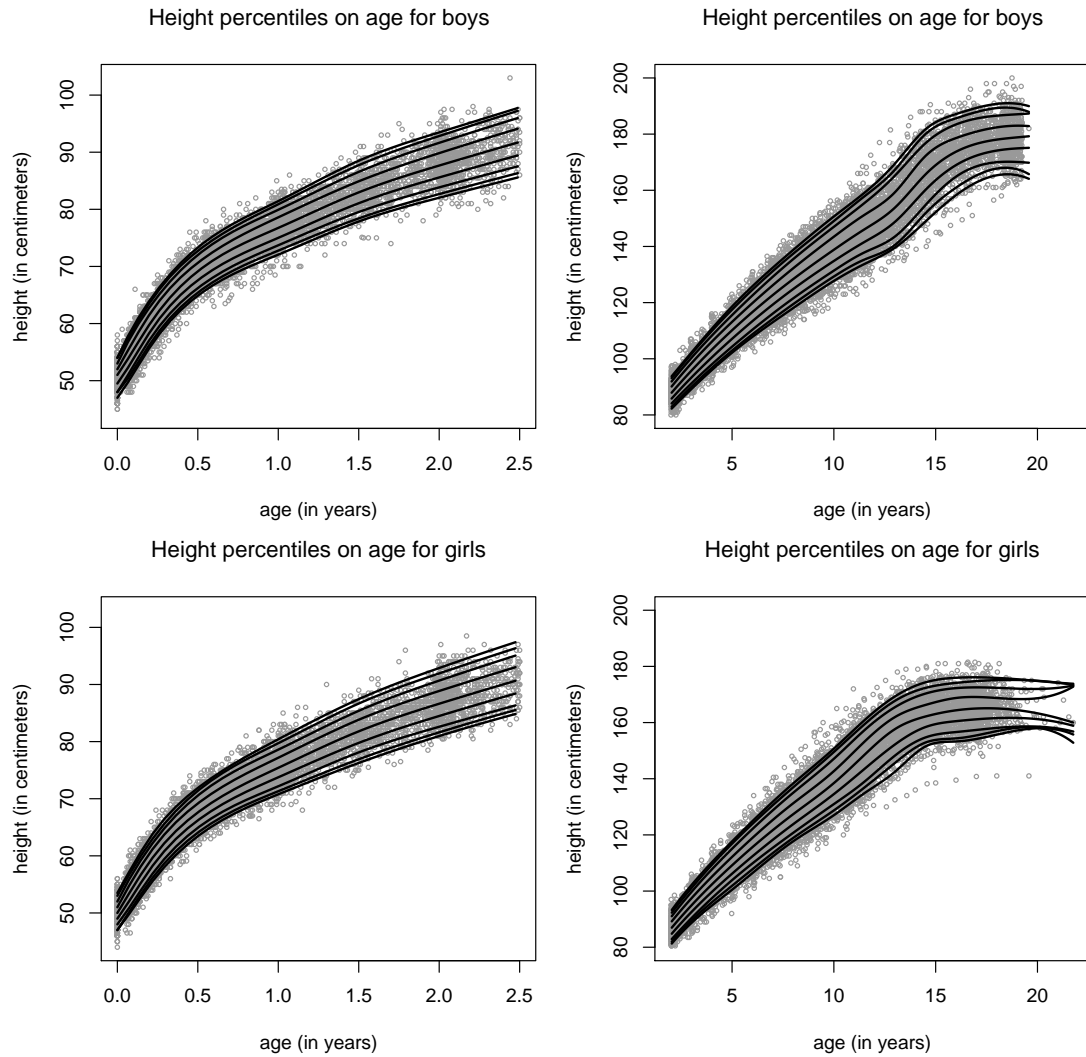 Height percentiles on age for boys
height (in centimeters)
100
90
80
70
60
50
0.0 0.5 1.0 1.5 2.0 2.5
age (in years)
Height percentiles on age for boys
height (in centimeters)
200
180
160
140
120
100
80
5 10 15 20
age (in years)
Height percentiles on age for girls
height (in centimeters)
100
90
80
70
60
50
0.0 0.5 1.0 1.5 2.0 2.5
age (in years)
Height percentiles on age for girls
height (in centimeters)
200
180
160
140
120
100
80
5 10 15 20
age (in years)